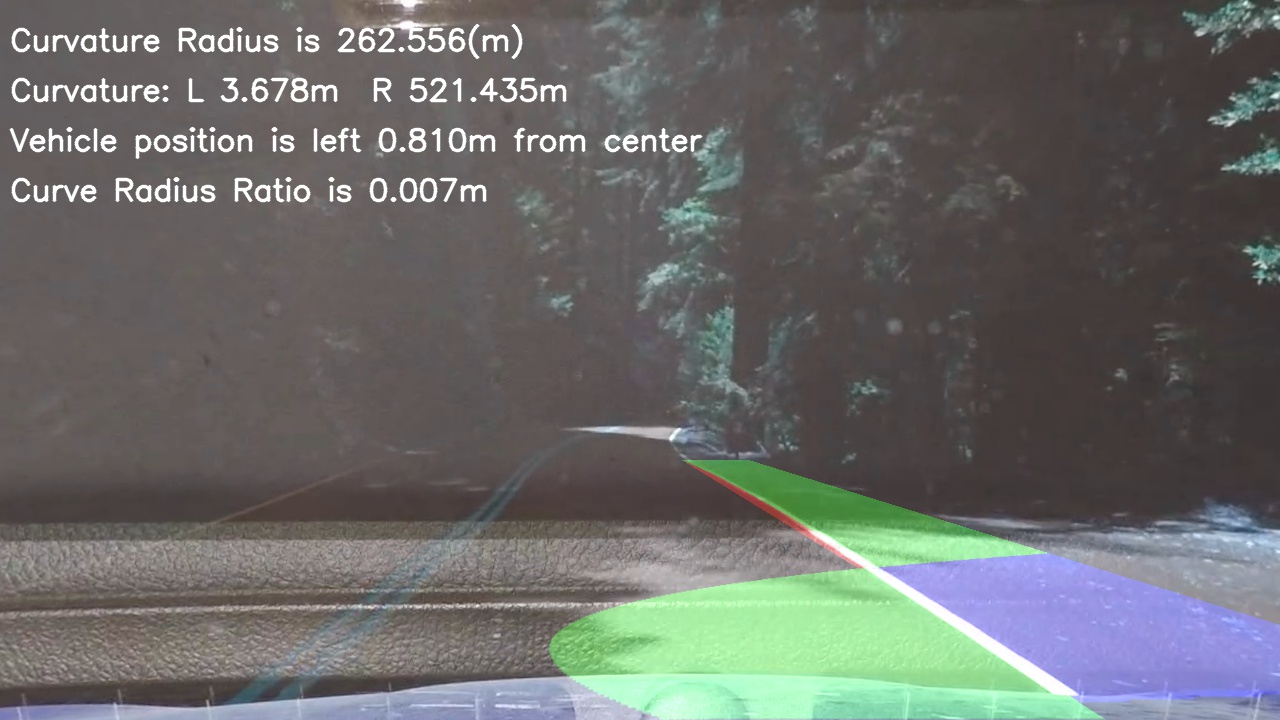 Curvature Radius is 262.556(m)
Curvature: L 3.678m R 521.435m
Vehicle position is left 0.810m from center
Curve Radius Ratio is 0.007m